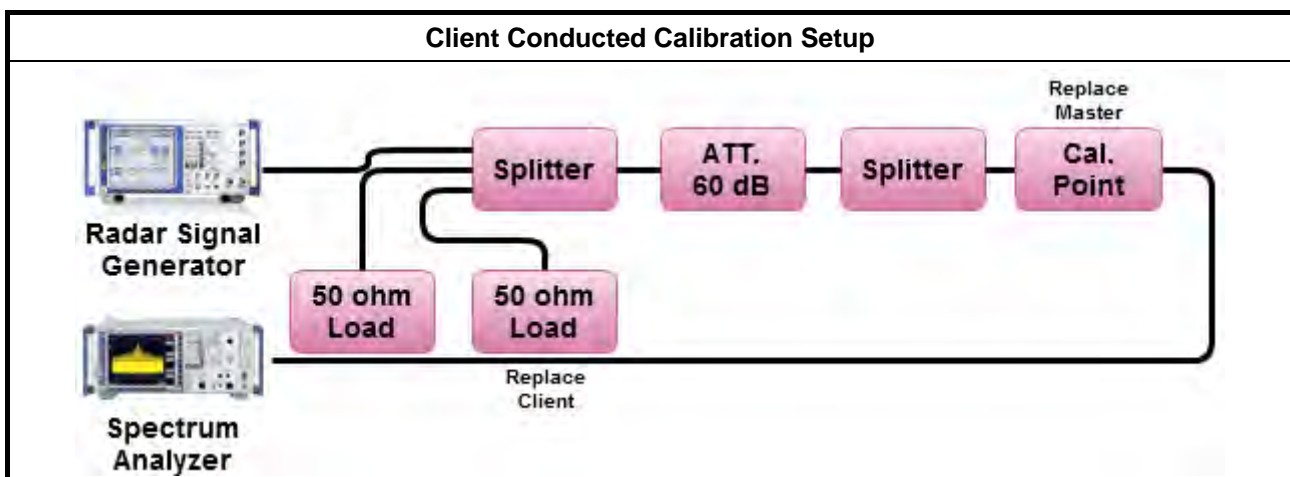 Client Conducted Calibration Setup
Replace
Master
Splitter
ATT.
60 dB
Splitter
Cal.
Point
Radar Signal
Generator
50 ohm
Load
50 ohm
Load
Replace
Client
Spectrum
Analyzer